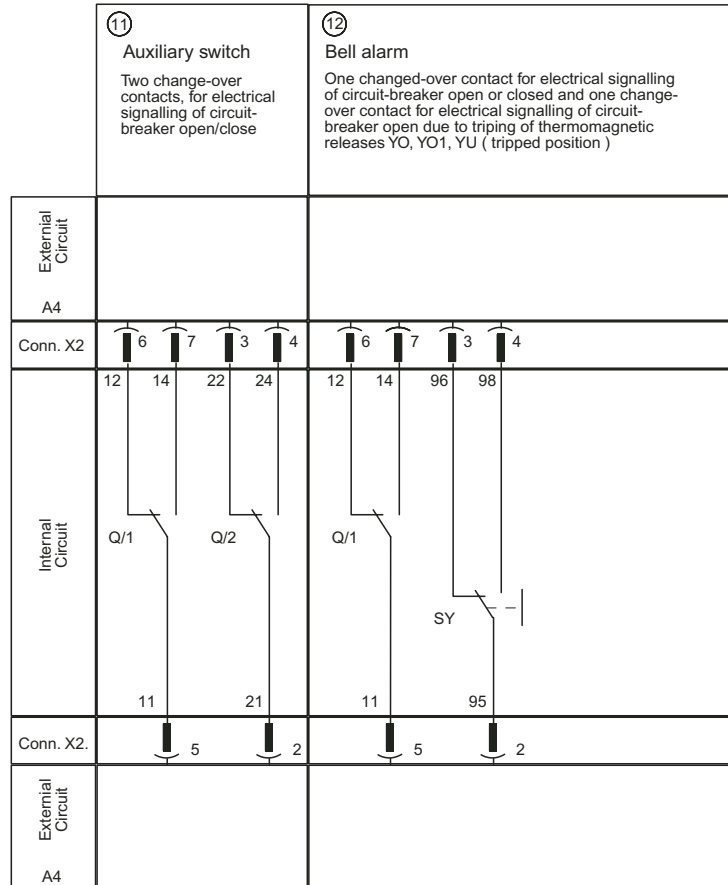 11
Auxiliary switch
Two change-over
contacts, for electrical
signalling of circuit-
breaker open/close
12
Bell alarm
One changed-over contact for electrical signalling
of circuit-breaker open or closed and one change-
over contact for electrical signalling of circuit-
breaker open due to triping of thermomagnetic
releases YO, YO1, YU ( tripped position )
Externial
Circuit
A4
Conn. X2
6 7 3 4
6 7 3 4
Internal
Circuit
12 14 22 24
12 14 96 98
Q/1 Q/2
Q/1
SY
11 21
11 95
Conn. X2.
5 2
5 2
Externial
Circuit
A4